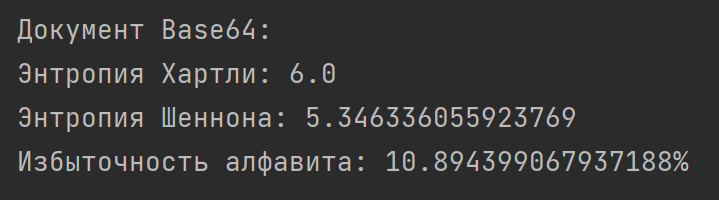 Документ Base64:
Энтропия Хартли: 6.0
Энтропия Шеннона: 5.346336055923769
Избыточность алфавита: 10.894399067937188%